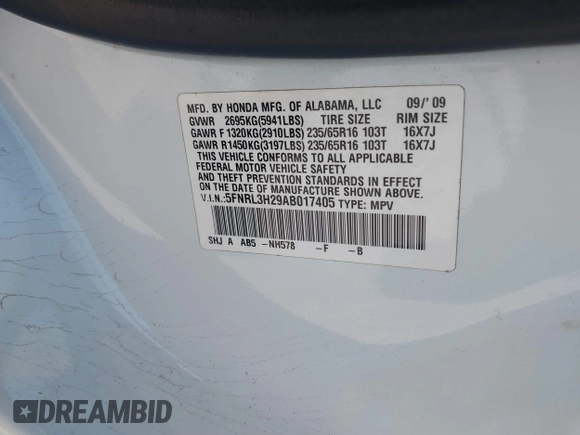 MFD. BY HONDA MFG. OF ALABAMA, LLC 09/'09
GVWR 2695KG(5941LBS) TIRE SIZE RIM SIZE
GAWR F 1320KG(2910LBS) 235/65R16 103T 16X7J
GAWR R1450KG(3197LBS) 235/65R16 103T 16X7J
THIS VEHICLE CONFORMS TO ALL APPLICABLE
FEDERAL MOTOR VEHICLE SAFETY
AND THEFT PREVENTION STANDARDS IN EFFECT
ON THE DATE OF MANUFACTURE SHOWN ABOVE.
V.I.N.:5FNRL3H29AB017405 TYPE: MPV
SHJ A AB5 -NH578 -F -B
DREAMBID